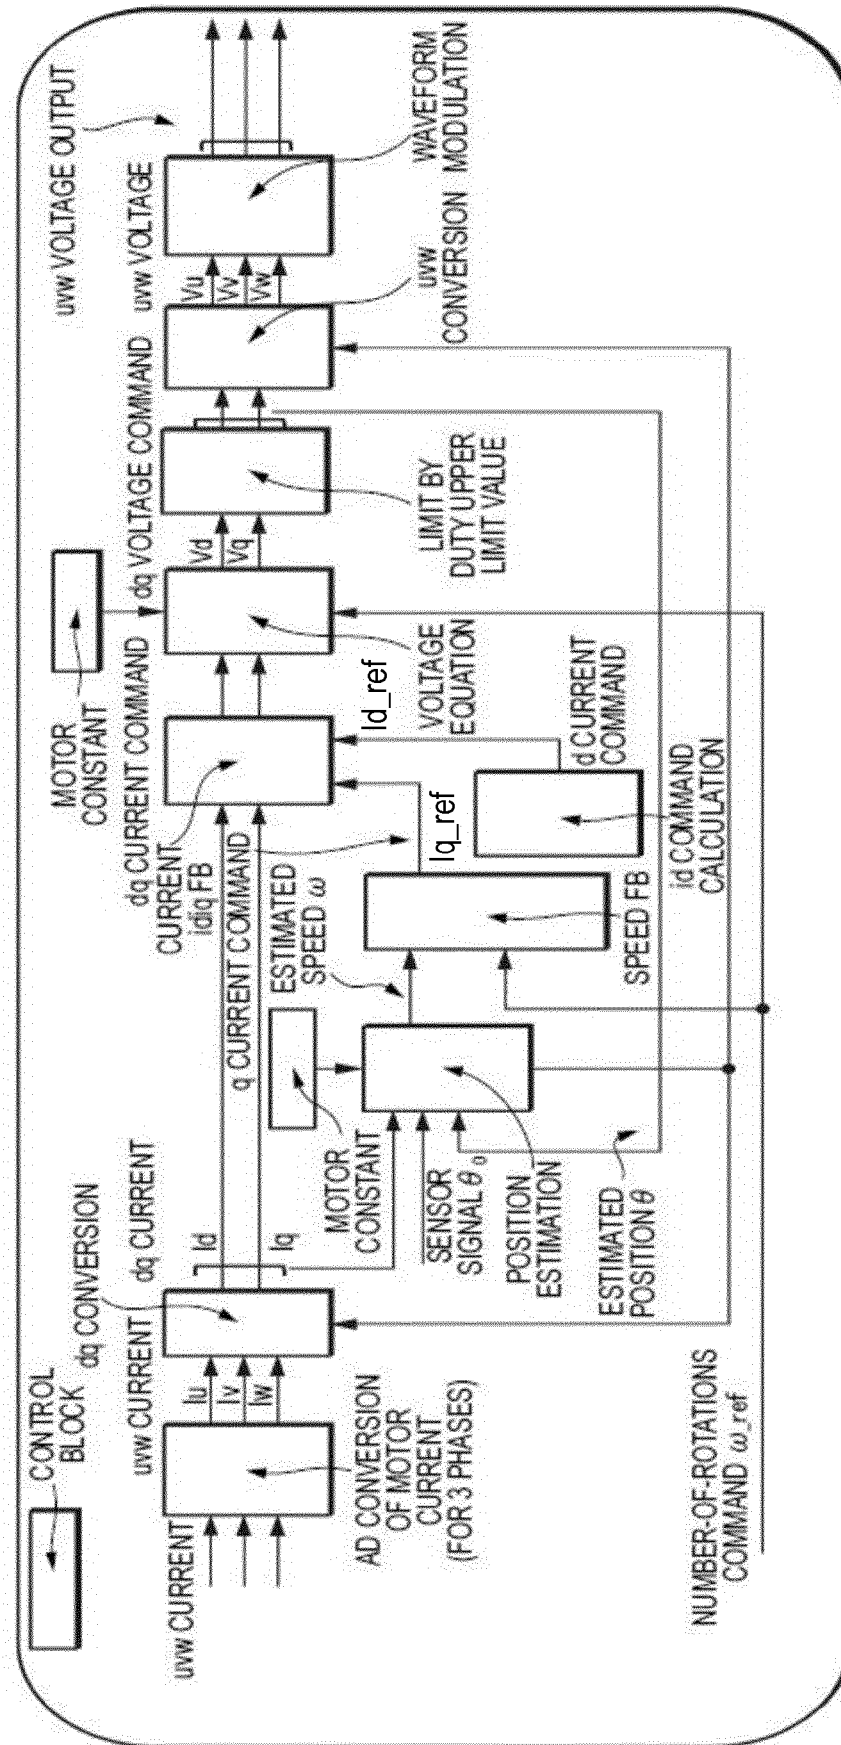 CONTROL
BLOCK
uvw CURRENT
uvw CURRENT
Iu
Iv
Iw
AD CONVERSION
OF MOTOR
CURRENT
(FOR 3 PHASES)
dq CONVERSION
dq CURRENT
Id
Iq
MOTOR
CONSTANT
SENSOR
SIGNAL θ0
POSITION
ESTIMATION
ESTIMATED
POSITION θ
NUMBER-OF-ROTATIONS
COMMAND ω_ref
q CURRENT COMMAND
ESTIMATED
SPEED ω
SPEED FB
Iq_ref
dq CURRENT COMMAND
CURRENT
idiq FB
Id_ref
d CURRENT
COMMAND
id COMMAND
CALCULATION
MOTOR
CONSTANT
VOLTAGE
EQUATION
dq VOLTAGE COMMAND
Vd
Vq
LIMIT BY
DUTY UPPER
LIMIT VALUE
uvw
CONVERSION
uvw VOLTAGE
Vu
Vv
Vw
uvw VOLTAGE OUTPUT
WAVEFORM
MODULATION